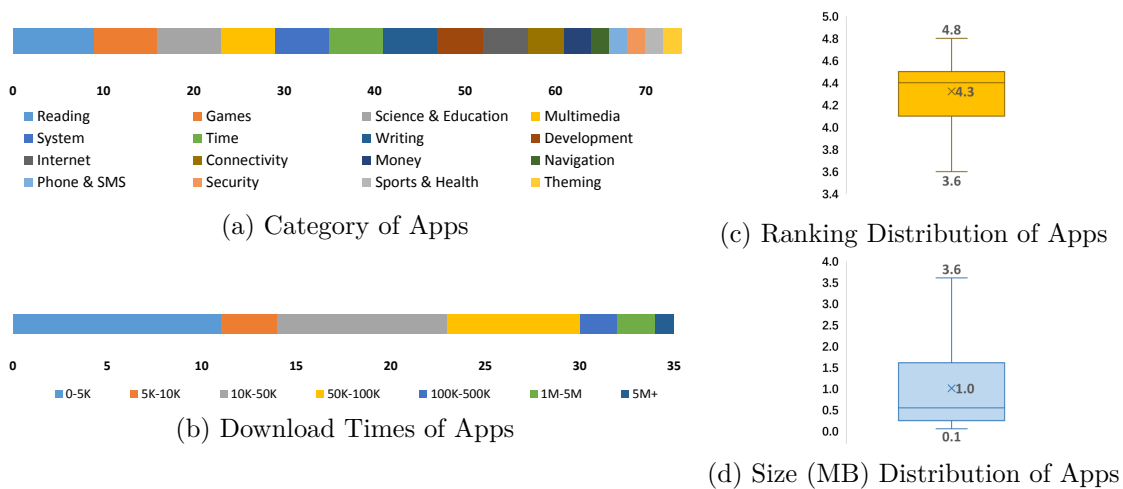 0 10 20 30 40 50 60 70
Reading Games Science & Education Multimedia
System Time Writing Development
Internet Connectivity Money Navigation
Phone & SMS Security Sports & Health Theming
(a) Category of Apps
0 5 10 15 20 25 30 35
0-5K 5K-10K 10K-50K 50K-100K 100K-500K 1M-5M 5M+
(b) Download Times of Apps
5.0
4.8
4.6
4.4
4.2
4.0
3.8
3.6
3.4
4.8
4.3
3.6
(c) Ranking Distribution of Apps
4.0
3.5
3.0
2.5
2.0
1.5
1.0
0.5
0.0
3.6
1.0
0.1
(d) Size (MB) Distribution of Apps